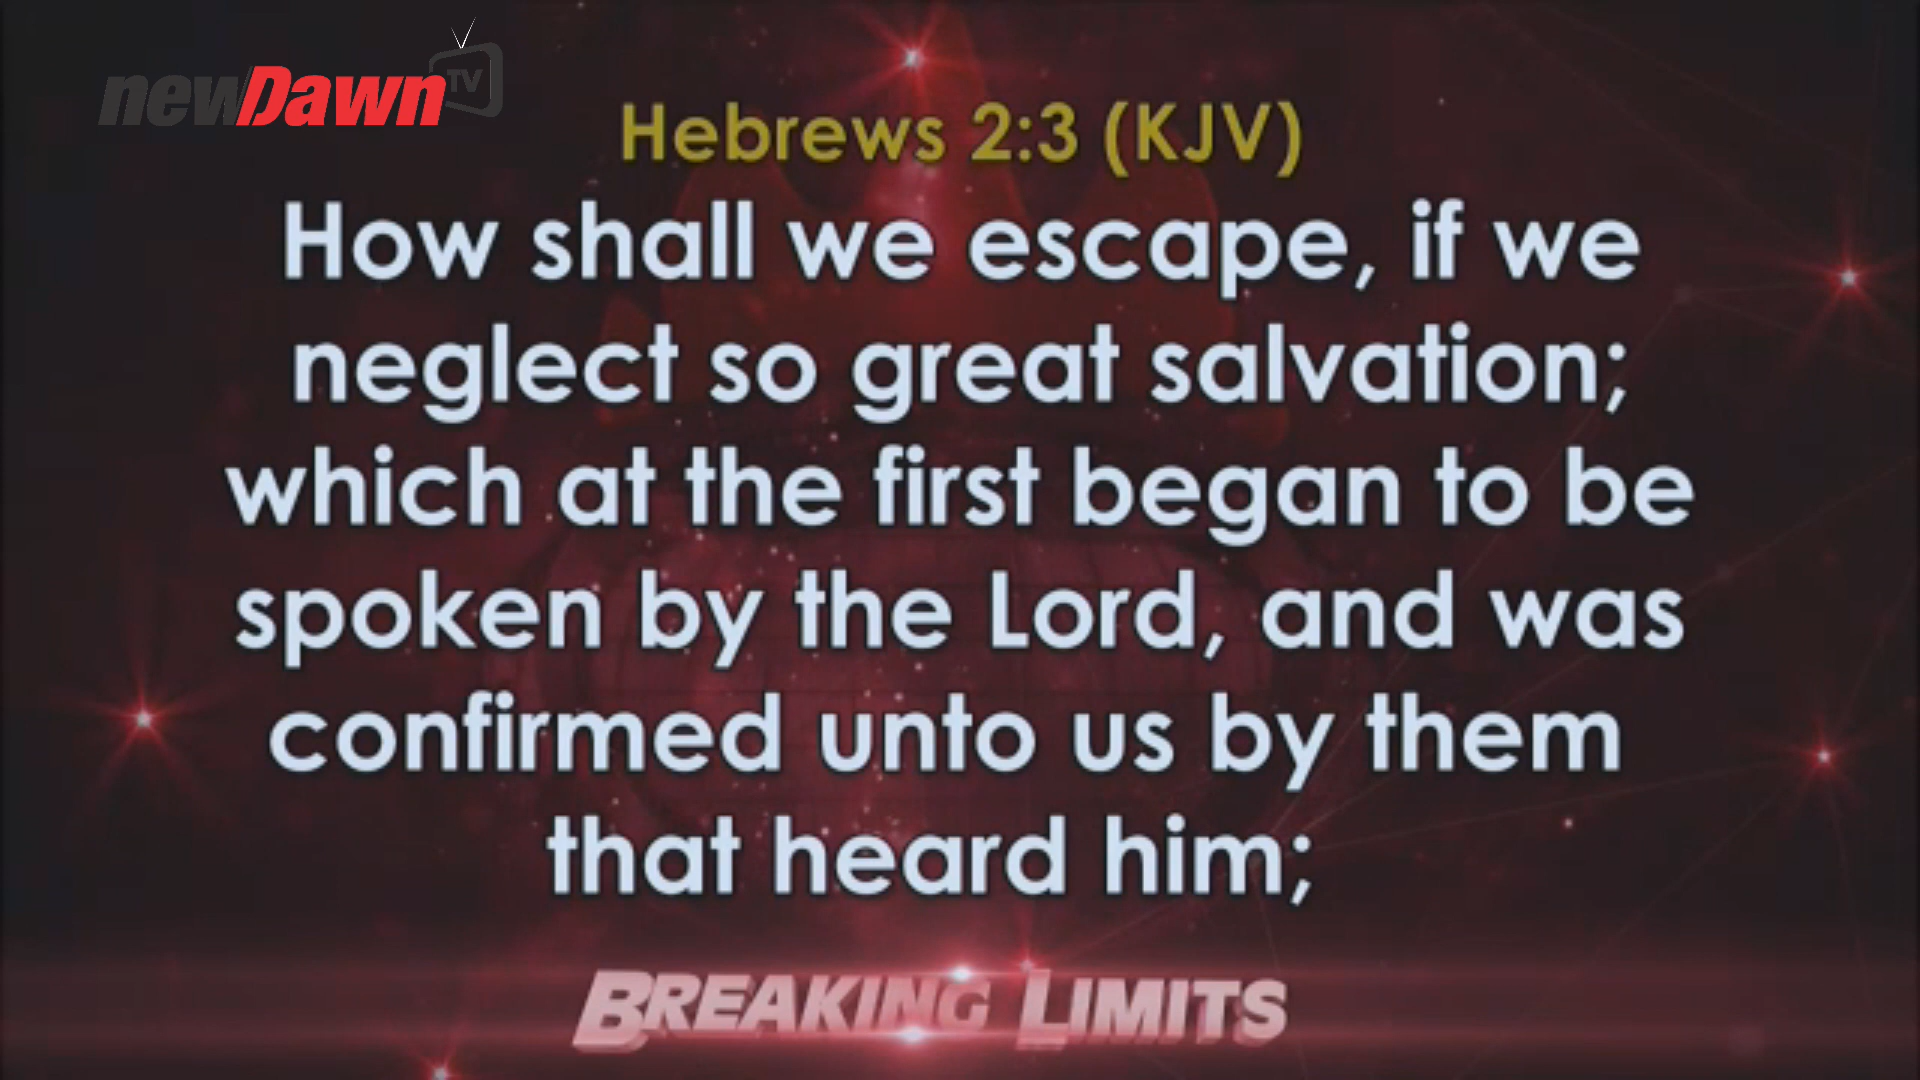 newDawn TV
Hebrews 2:3 (KJV)
How shall we escape, if we
neglect so great salvation;
which at the first began to be
spoken by the Lord, and was
confirmed unto us by them
that heard him;
BREAKING LIMITS